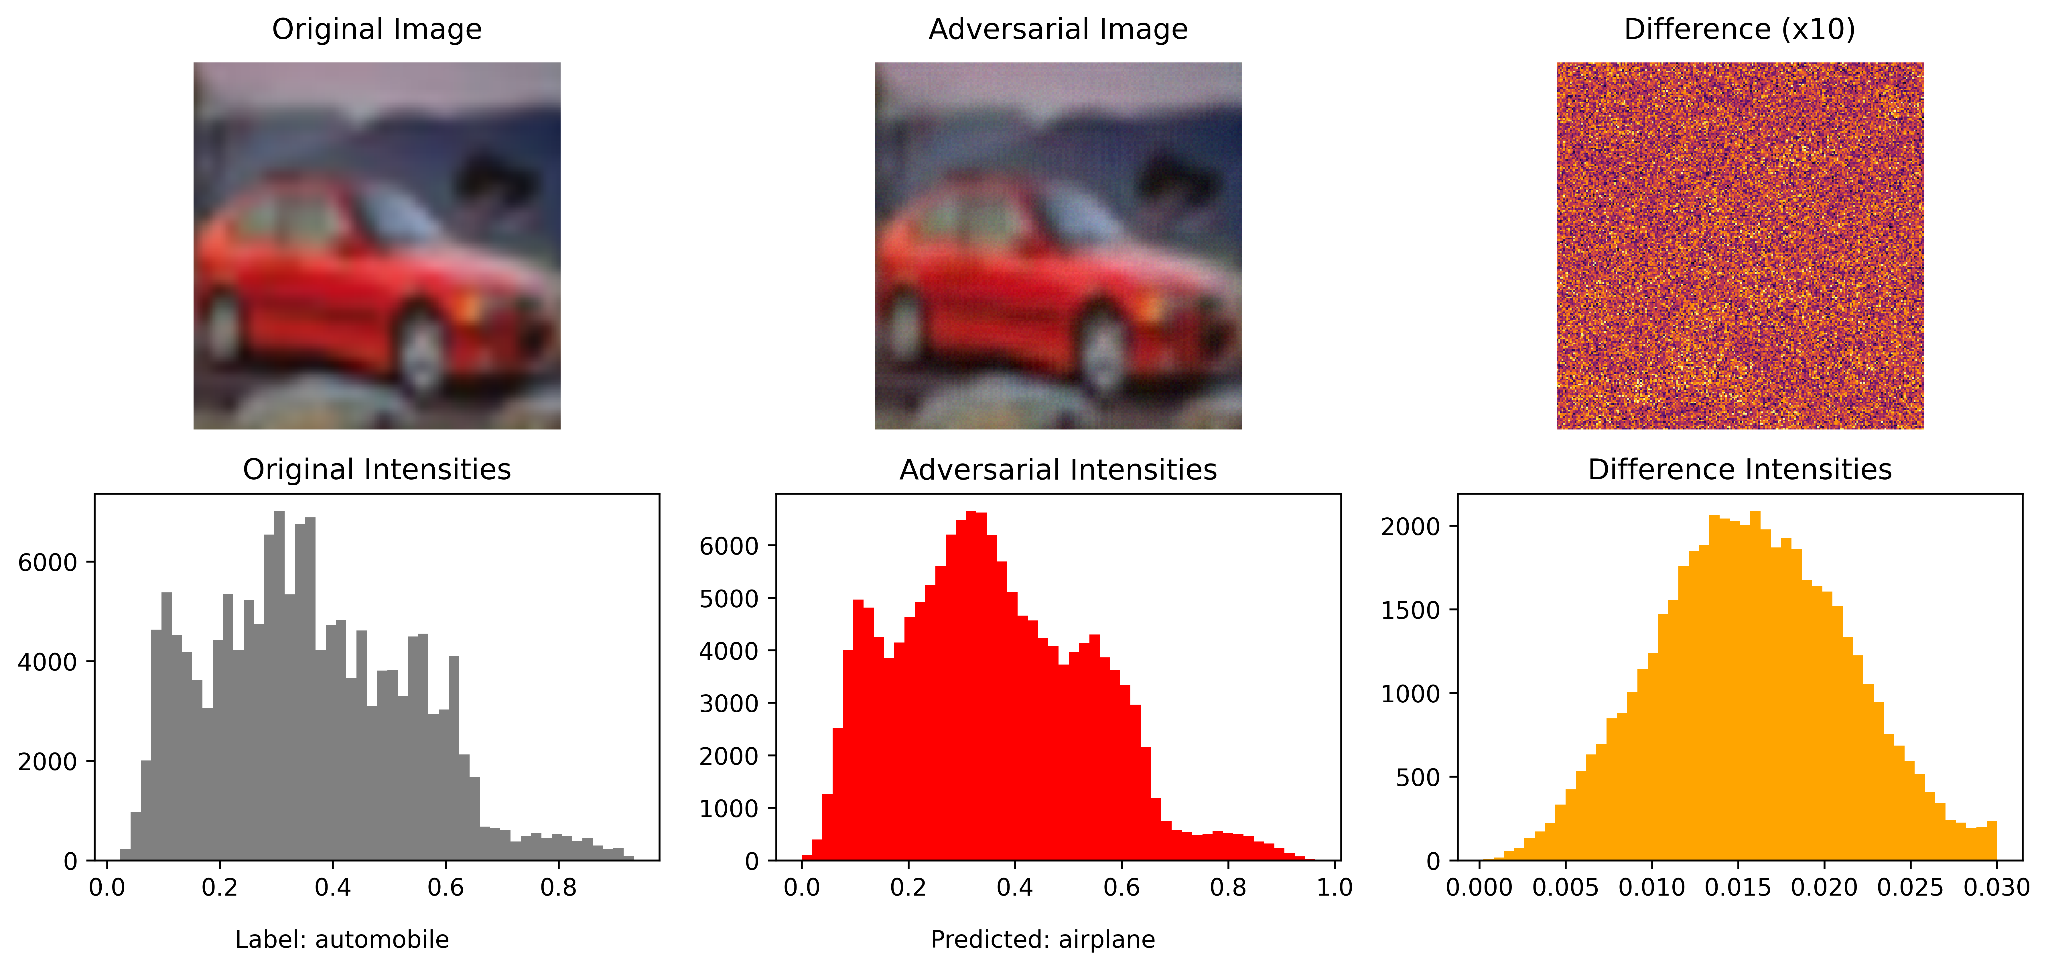 Original Image
Adversarial Image
Difference (x10)
Original Intensities
Adversarial Intensities
Difference Intensities
6000
4000
2000
0
0.0 0.2 0.4 0.6 0.8
6000
5000
4000
3000
2000
1000
0
0.0 0.2 0.4 0.6 0.8 1.0
2000
1500
1000
500
0
0.000 0.005 0.010 0.015 0.020 0.025 0.030
Label: automobile
Predicted: airplane